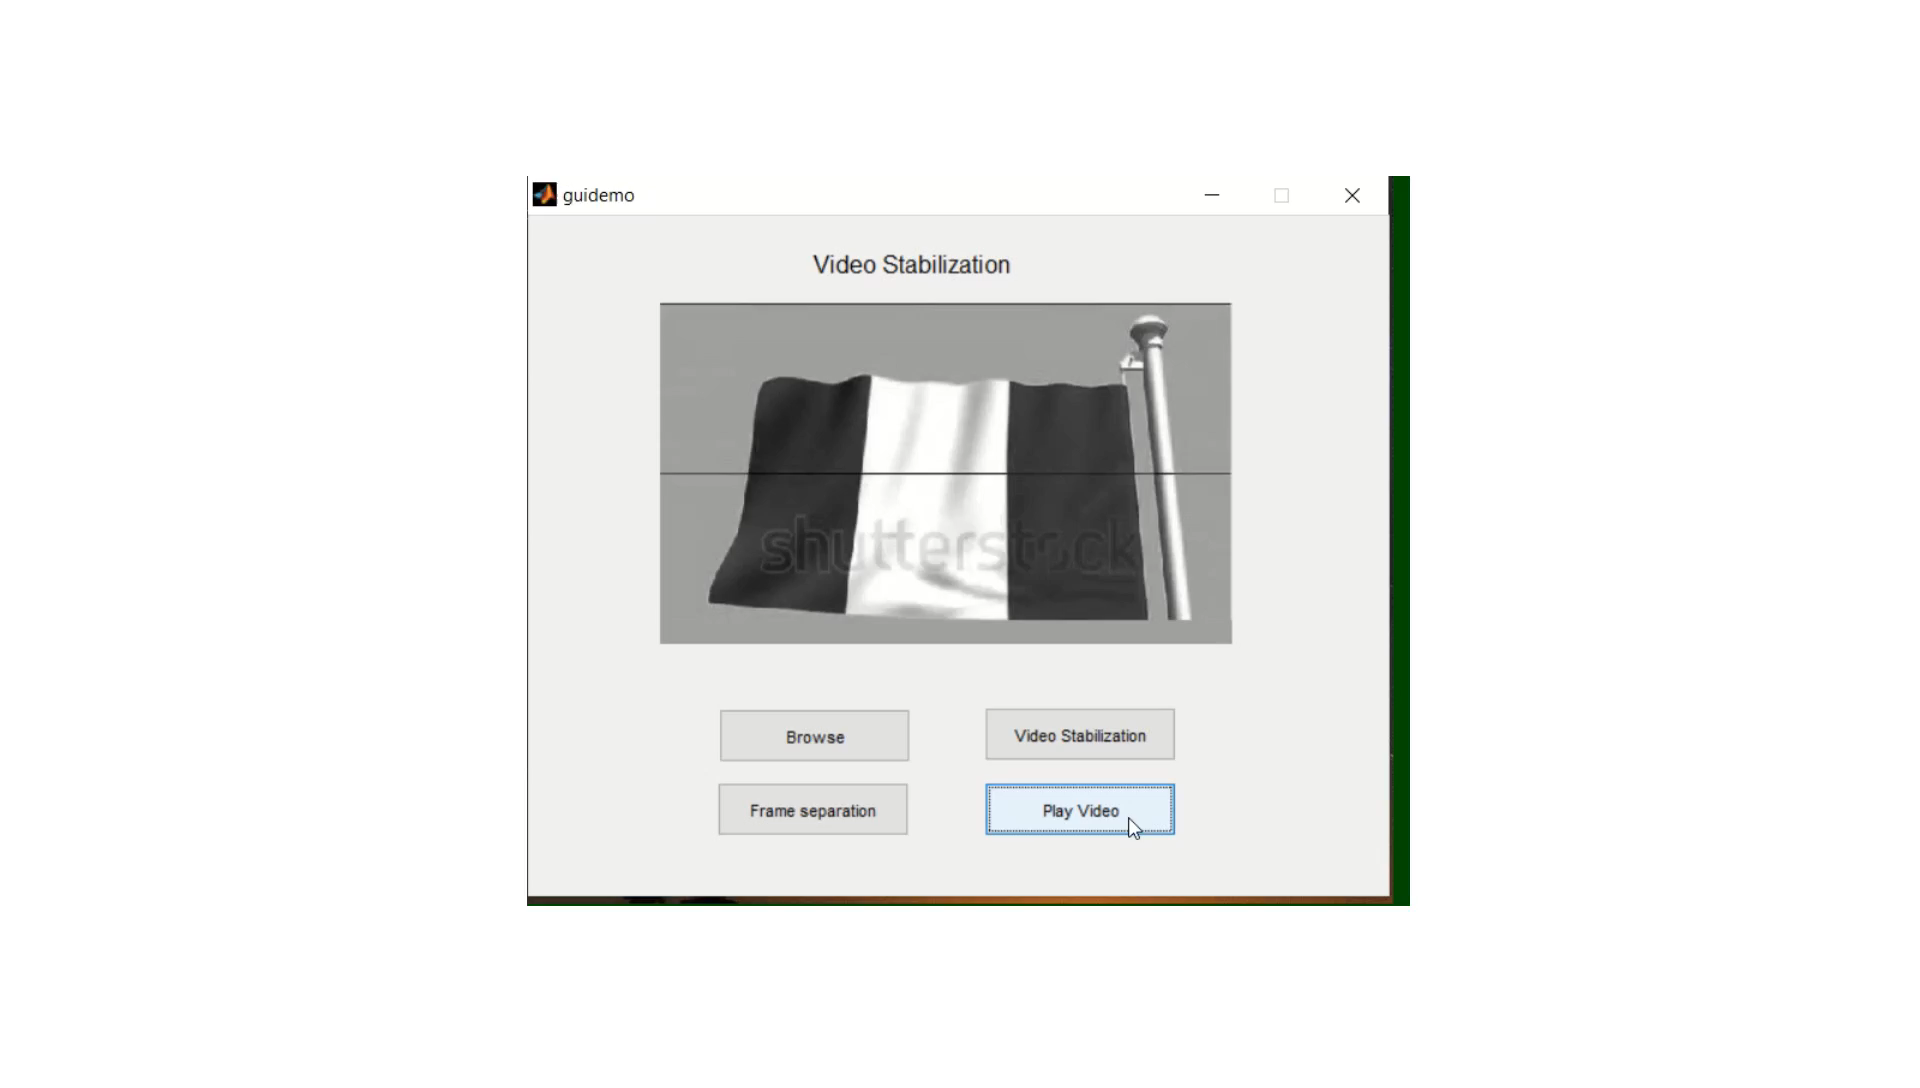 guidemo
Video Stabilization
shutterstock
Browse
Video Stabilization
Frame separation
Play Video